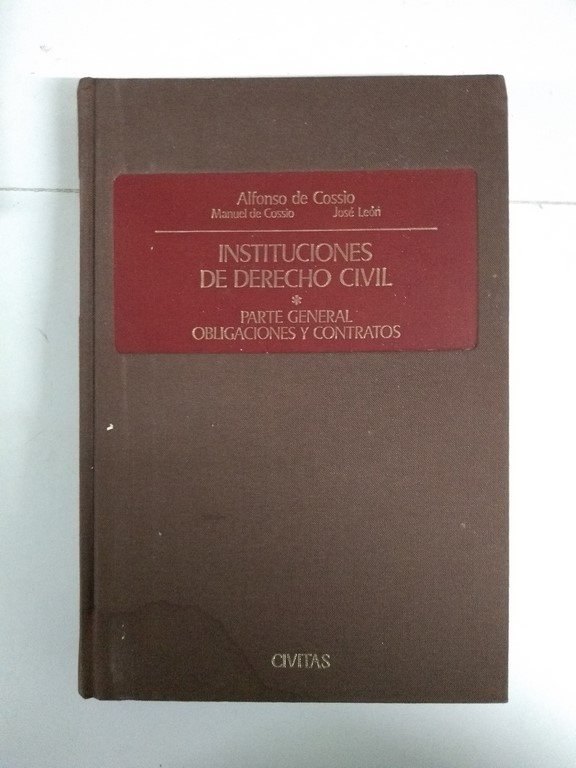 Alfonso de Cossio
Manuel de Cossio José León
INSTITUCIONES
DE DERECHO CIVIL
*
PARTE GENERAL
OBLIGACIONES Y CONTRATOS
CIVITAS